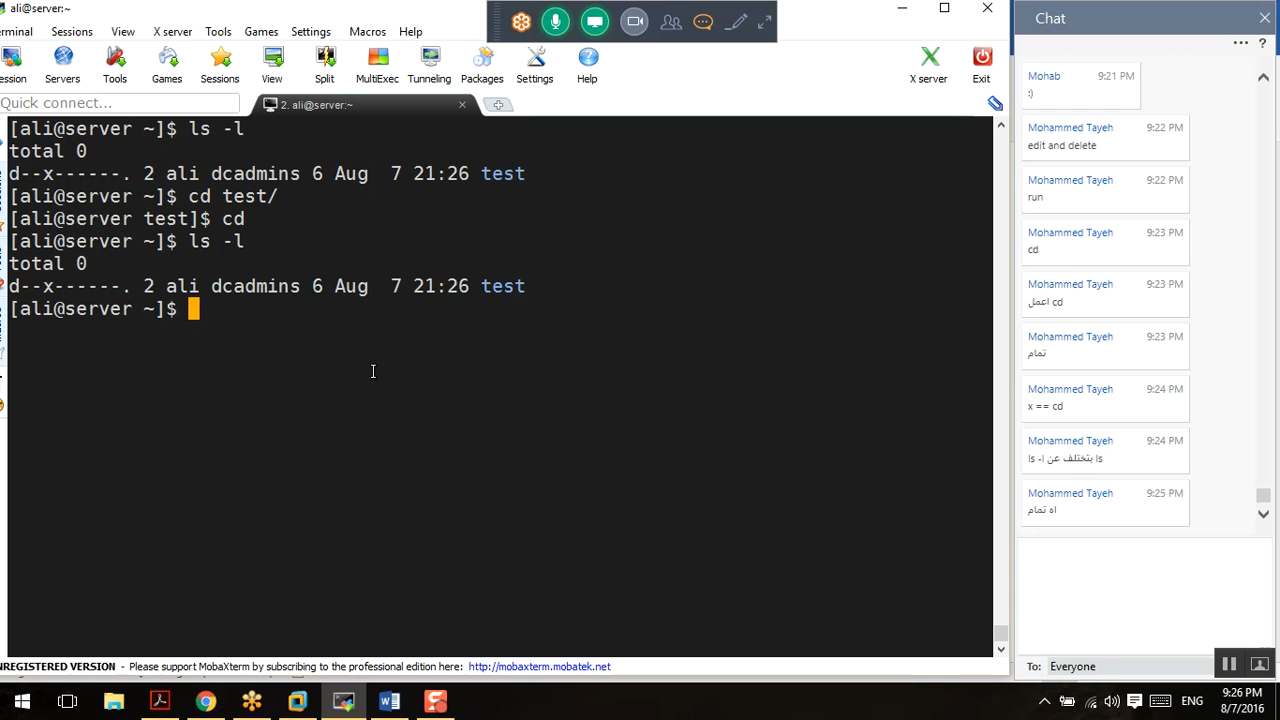 ali@server:~
erminal Sessions View X server Tools Games Settings Macros Help
ession Servers Tools Games Sessions View Split MultiExec Tunneling Packages Settings Help X server Exit
Quick connect...
2. ali@server:~
[ali@server ~]$ ls -l
total 0
d--x------. 2 ali dcadmins 6 Aug  7 21:26 test
[ali@server ~]$ cd test/
[ali@server test]$ cd
[ali@server ~]$ ls -l
total 0
d--x------. 2 ali dcadmins 6 Aug  7 21:26 test
[ali@server ~]$
NREGISTERED VERSION - Please support MobaXterm by subscribing to the professional edition here: http://mobaxterm.mobatek.net
Chat
Mohab 9:21 PM
:)
Mohammed Tayeh 9:22 PM
edit and delete
Mohammed Tayeh 9:22 PM
run
Mohammed Tayeh 9:23 PM
cd
Mohammed Tayeh 9:23 PM
اعمل cd
Mohammed Tayeh 9:23 PM
تمام
Mohammed Tayeh 9:24 PM
x == cd
Mohammed Tayeh 9:24 PM
ls بتختلف عن ls -l
Mohammed Tayeh 9:25 PM
اه تمام
To: Everyone
ENG
9:26 PM
8/7/2016